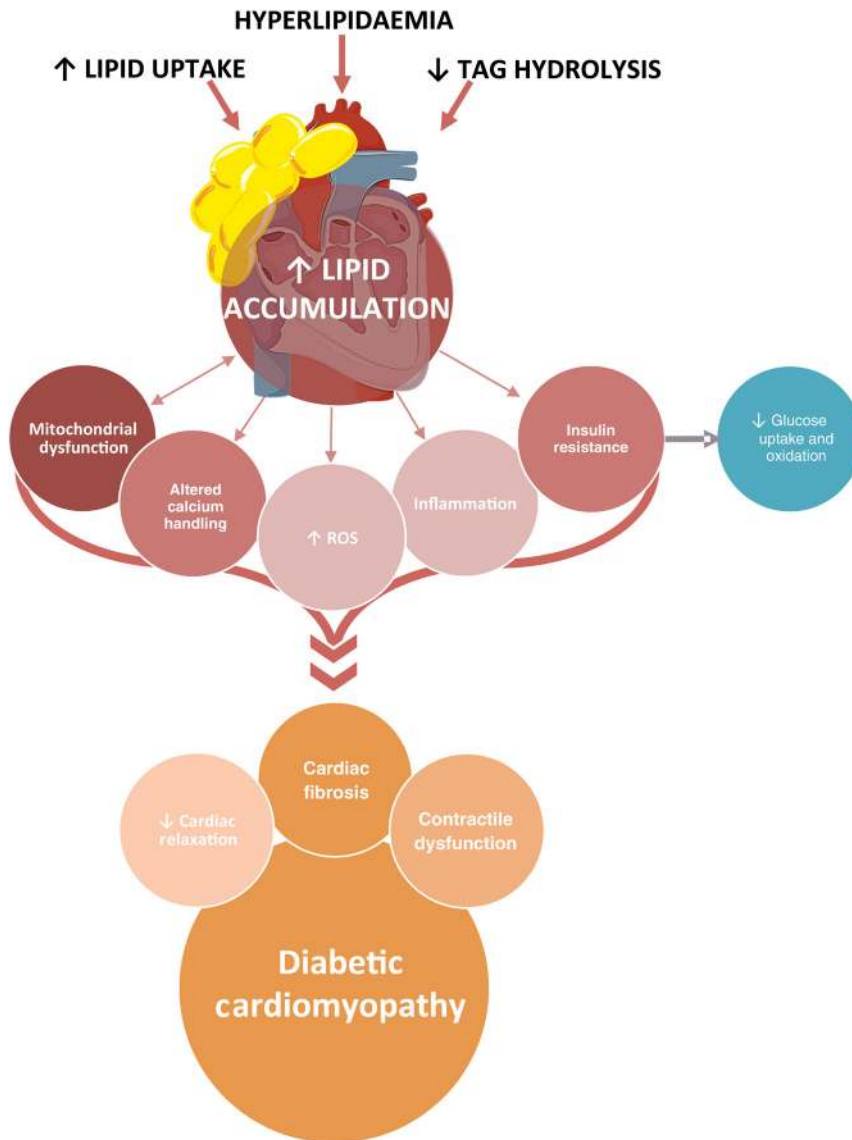 HYPERLIPIDAEMIA
↑ LIPID UPTAKE
↓ TAG HYDROLYSIS
↑ LIPID
ACCUMULATION
Mitochondrial
dysfunction
Altered
calcium
handling
↑ ROS
Inflammation
Insulin
resistance
↓ Glucose
uptake and
oxidation
Cardiac
fibrosis
↓ Cardiac
relaxation
Contractile
dysfunction
Diabetic
cardiomyopathy